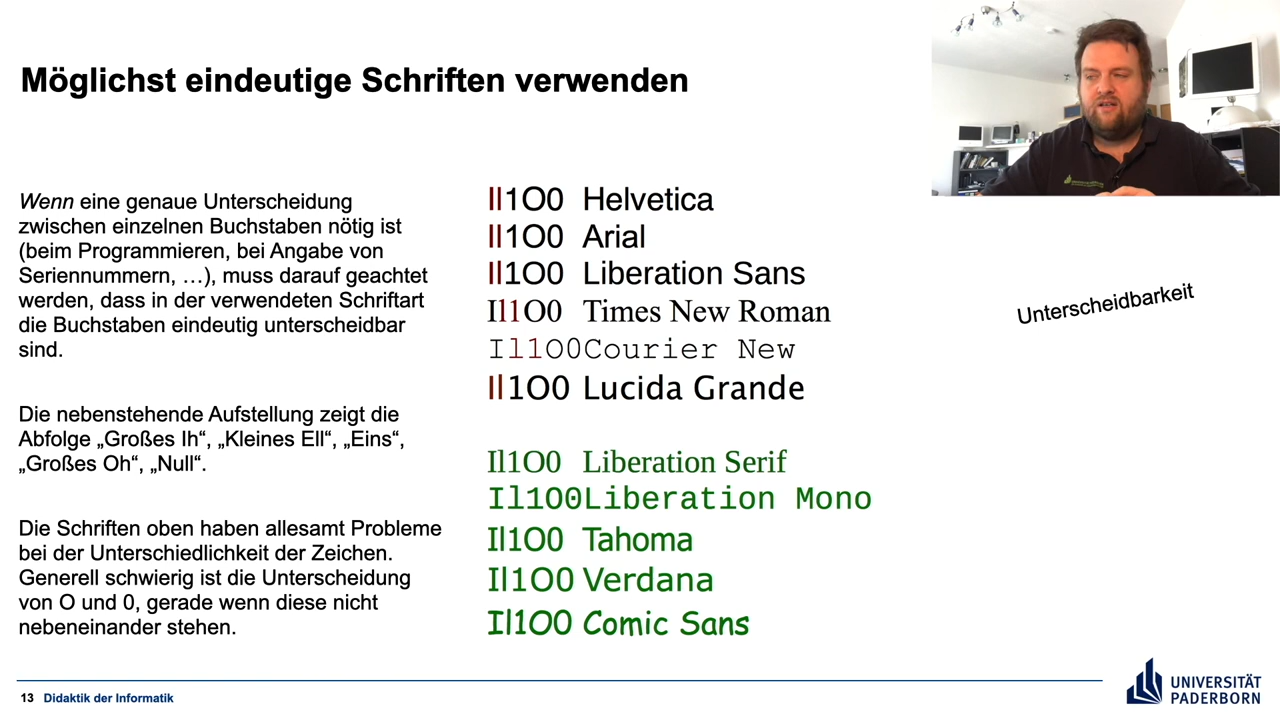 Möglichst eindeutige Schriften verwenden
Wenn eine genaue Unterscheidung
zwischen einzelnen Buchstaben nötig ist
(beim Programmieren, bei Angabe von
Seriennummern, …), muss darauf geachtet
werden, dass in der verwendeten Schriftart
die Buchstaben eindeutig unterscheidbar
sind.
Die nebenstehende Aufstellung zeigt die
Abfolge „Großes Ih“, „Kleines Ell“, „Eins“,
„Großes Oh“, „Null“.
Die Schriften oben haben allesamt Probleme
bei der Unterschiedlichkeit der Zeichen.
Generell schwierig ist die Unterscheidung
von O und 0, gerade wenn diese nicht
nebeneinander stehen.
Il1O0 Helvetica
Il1O0 Arial
Il1O0 Liberation Sans
Il1O0 Times New Roman
Il1O0Courier New
Il1O0 Lucida Grande
Il1O0 Liberation Serif
Il1O0Liberation Mono
Il1O0 Tahoma
Il1O0 Verdana
Il1O0 Comic Sans
Unterscheidbarkeit
13 Didaktik der Informatik
UNIVERSITÄT
PADERBORN